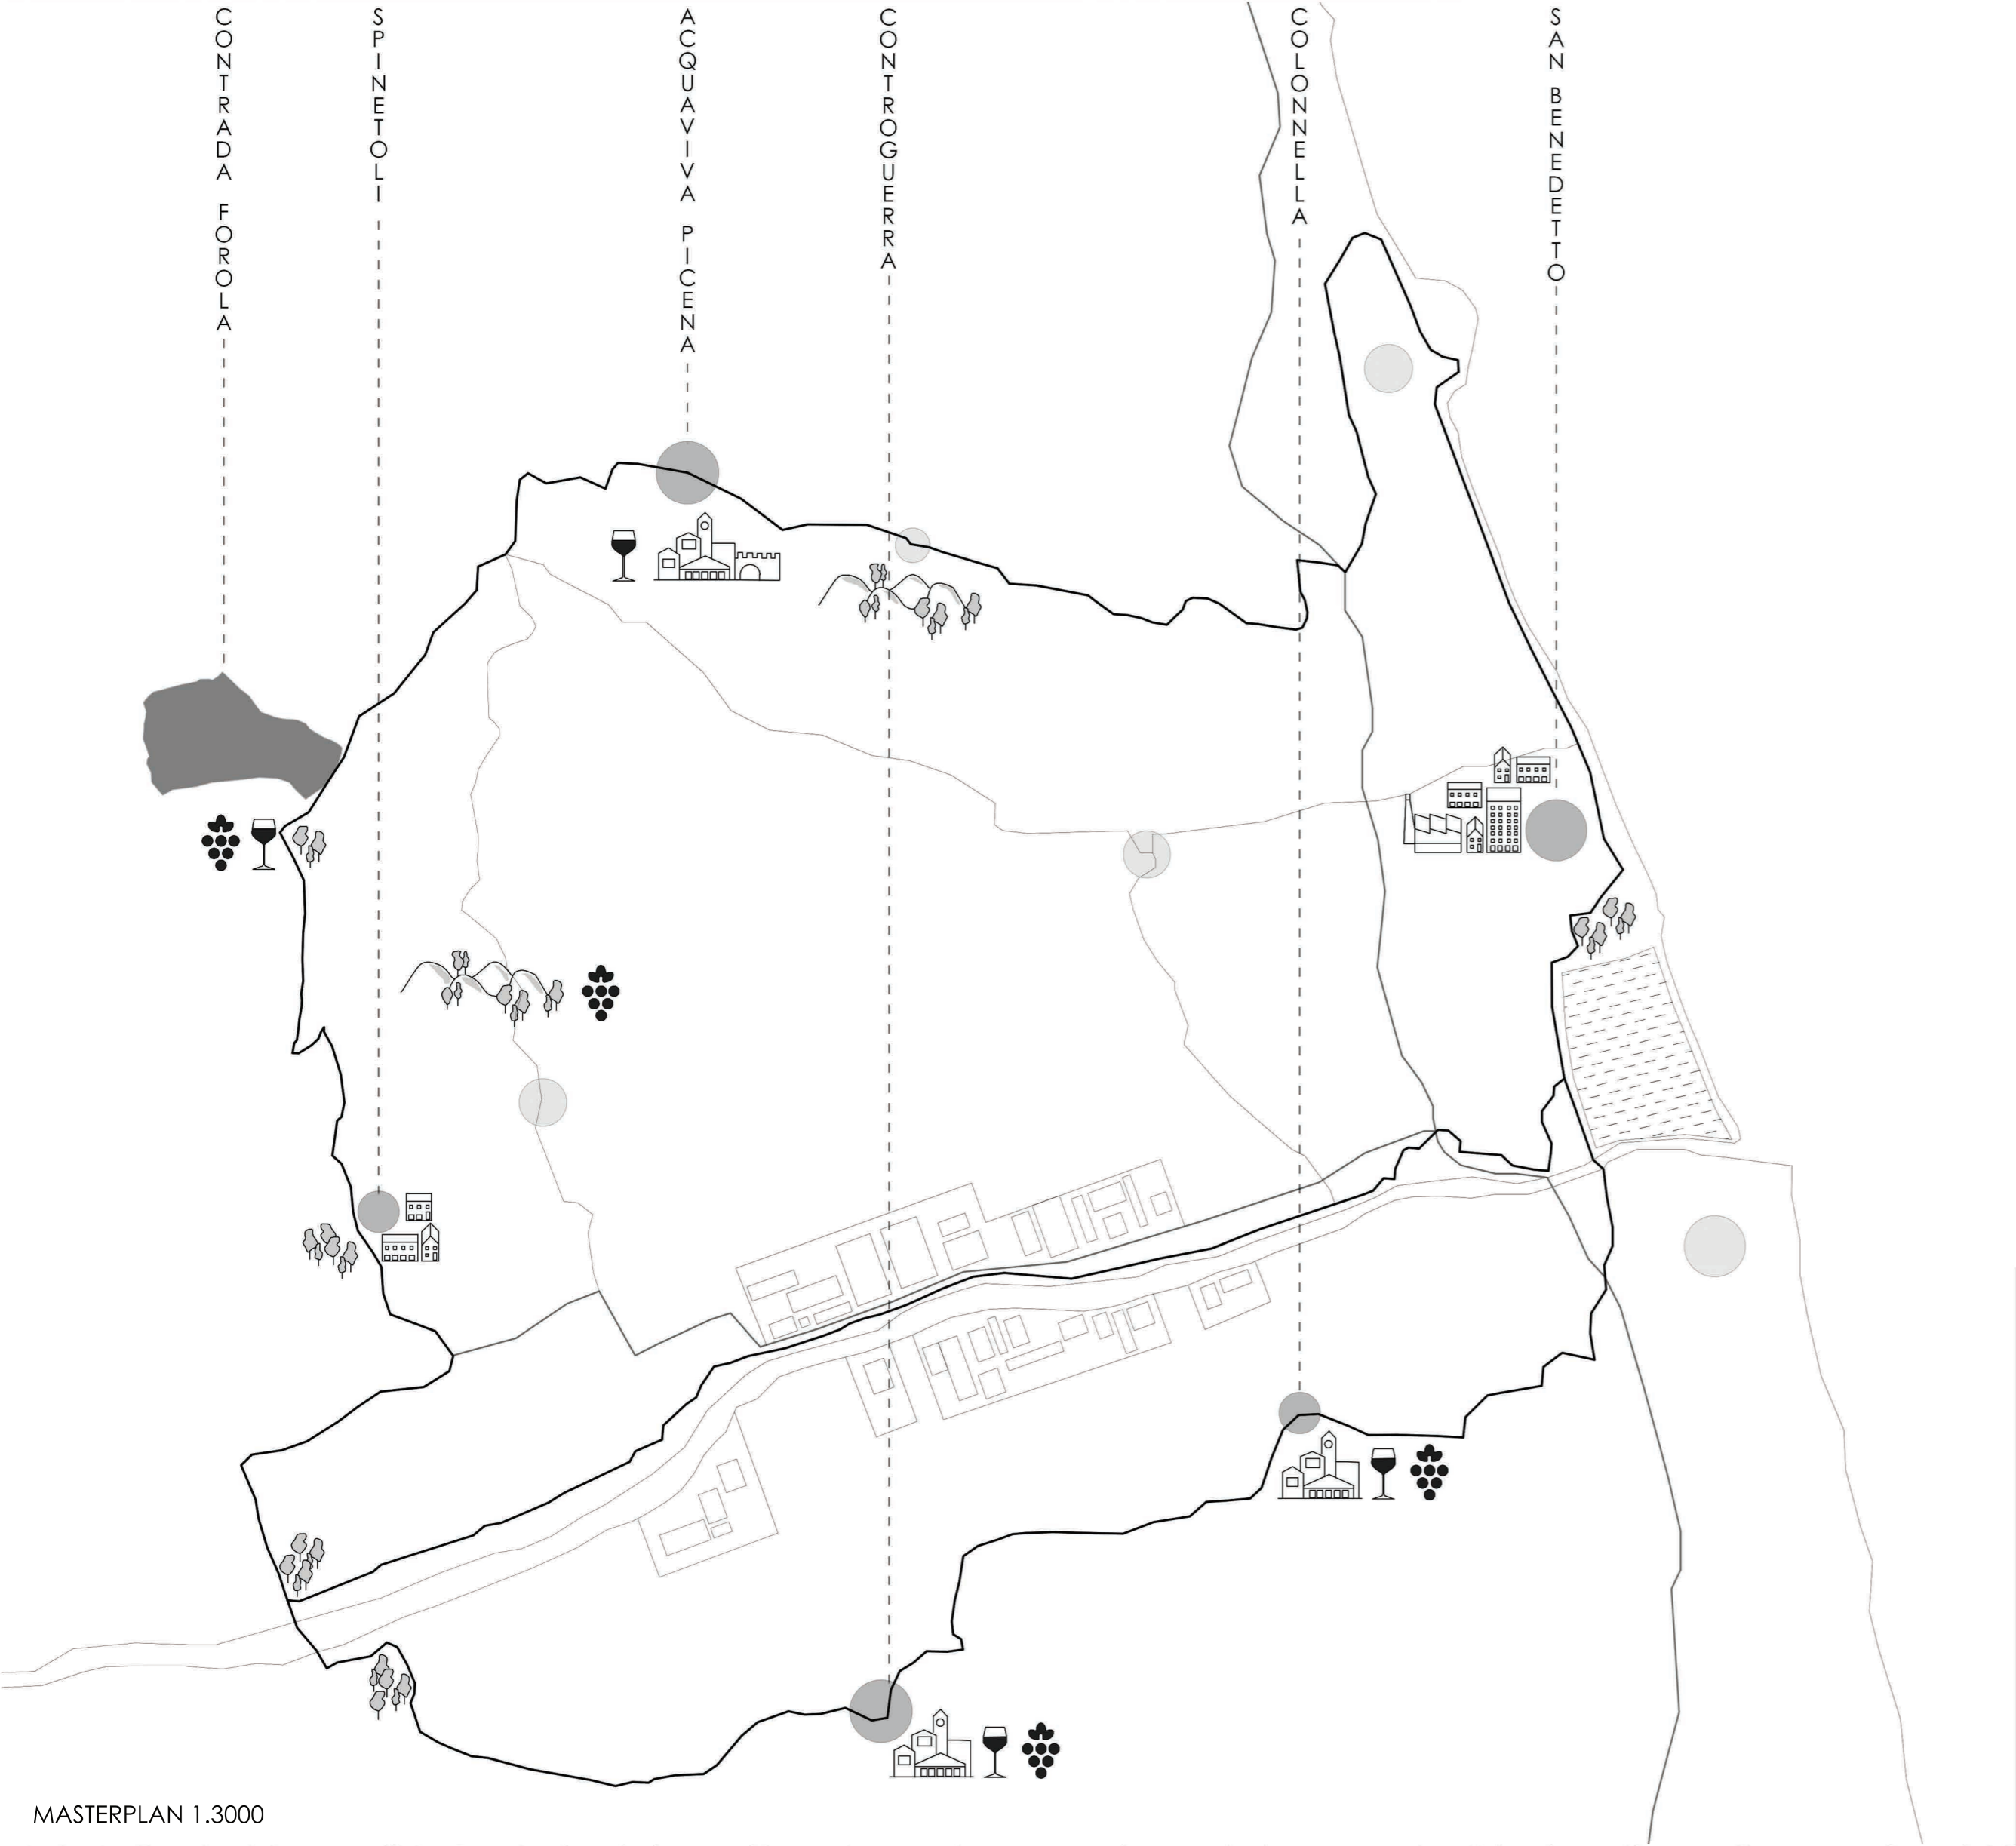 CONTRADA FOROLA
SPINETOLI
ACQUAVIVA PICENA
CONTROGUERRA
COLONNELLA
SAN BENEDETTO
MASTERPLAN 1.3000